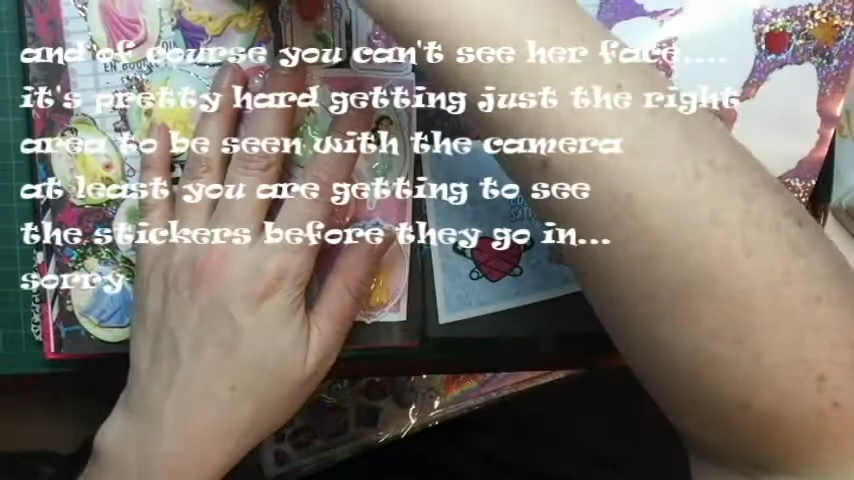 and of course you can't see her face....
it's pretty hard getting just the right
area to be seen with the camera
at least you are getting to see
the stickers before they go in...
sorry